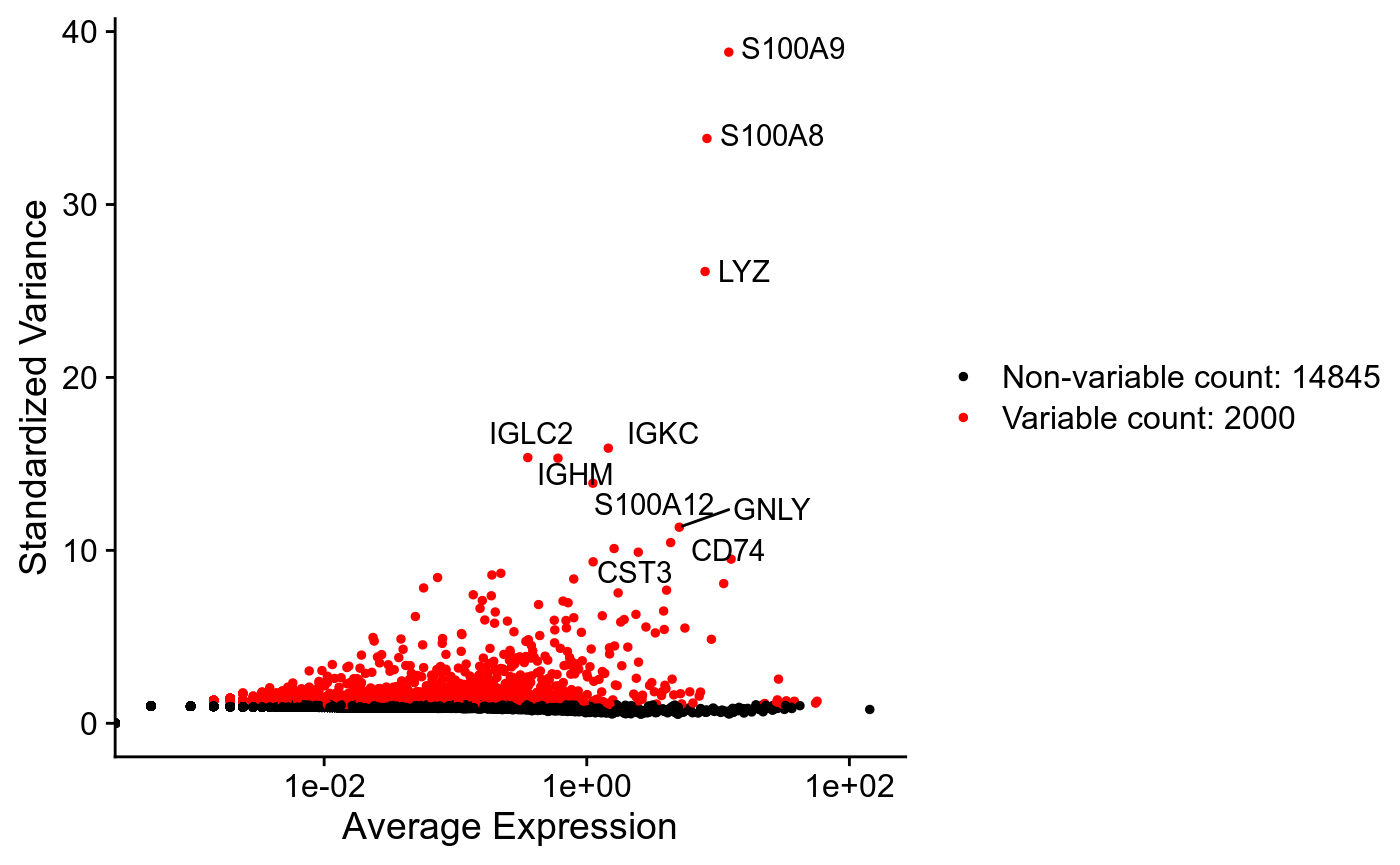 40
S100A9
S100A8
30
LYZ
20
Non-variable count: 14845
Variable count: 2000
IGLC2
IGKC
IGHM
S100A12
GNLY
10
CD74
CST3
0
Standardized Variance
1e-02
1e+00
1e+02
Average Expression